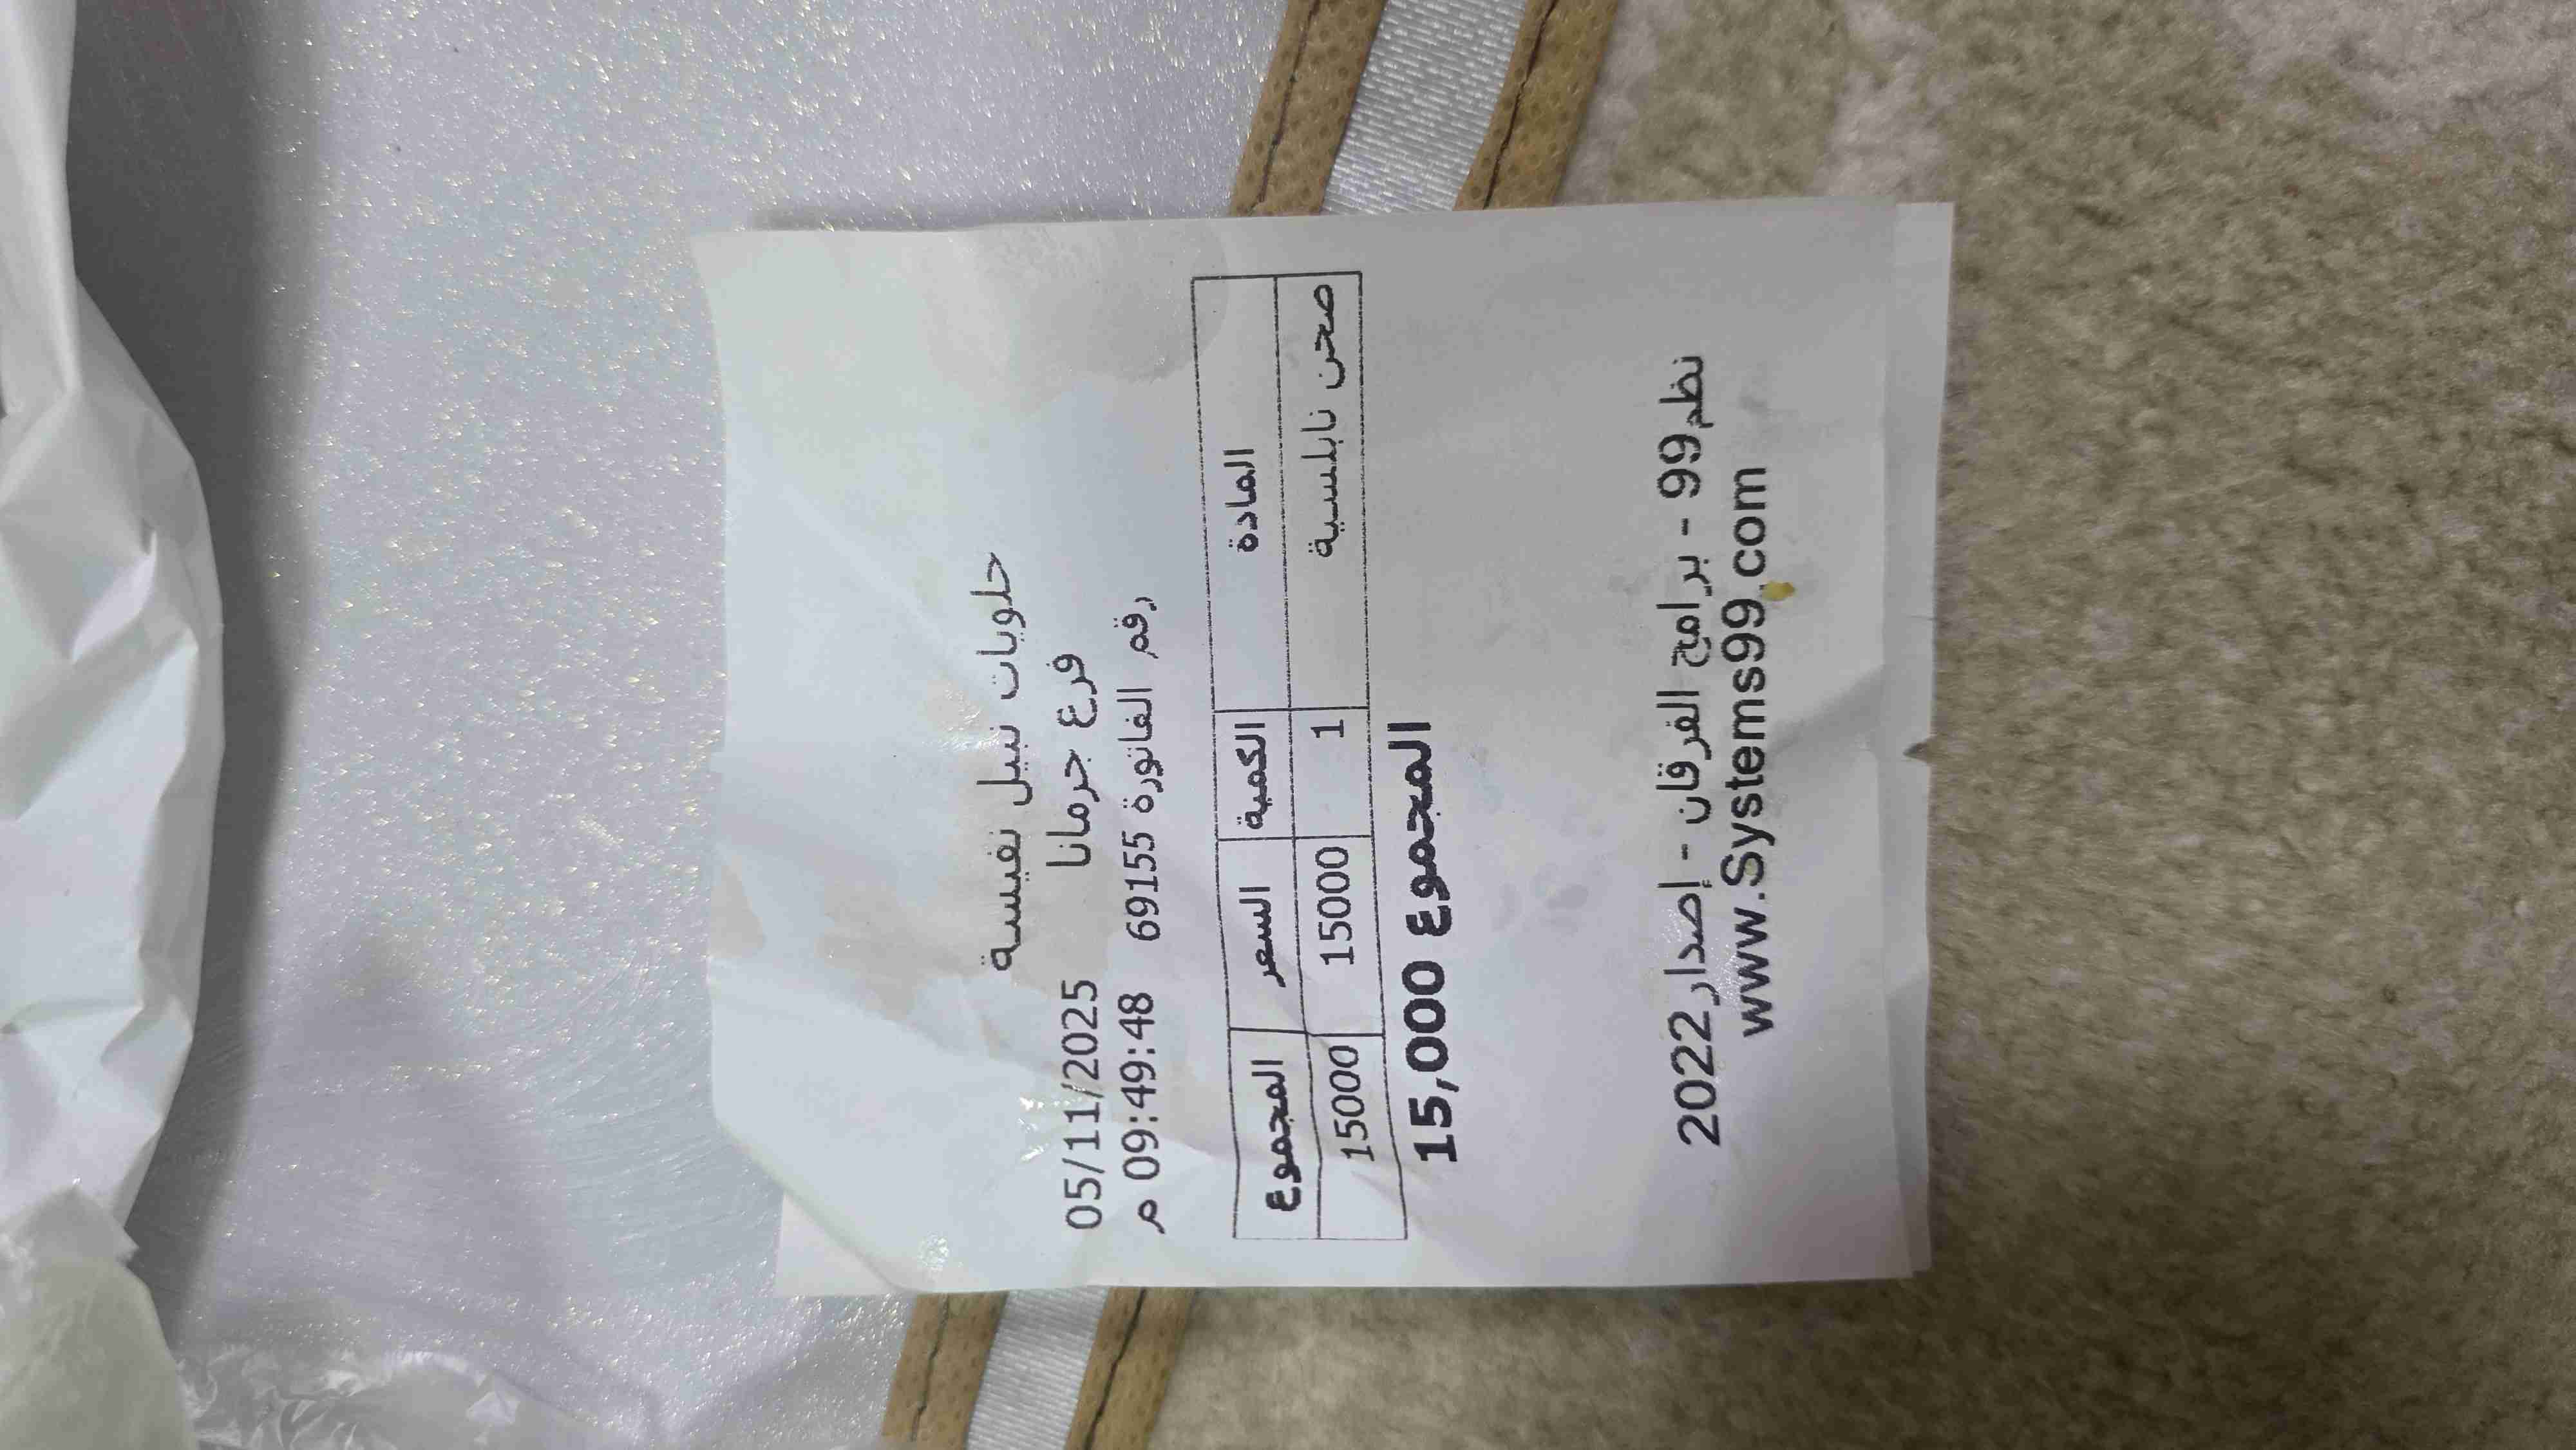 حلويات نبيل نفيسة
فرع جرمانا 05/11/2025
رقم الفاتورة 69155 09:49:48 م
المادة الكمية السعر المجموع
صحن نابلسية 1 15000 15000
المجموع 15,000
نظم99 - برامج الفرقان - إصدار2022
www.Systems99.com